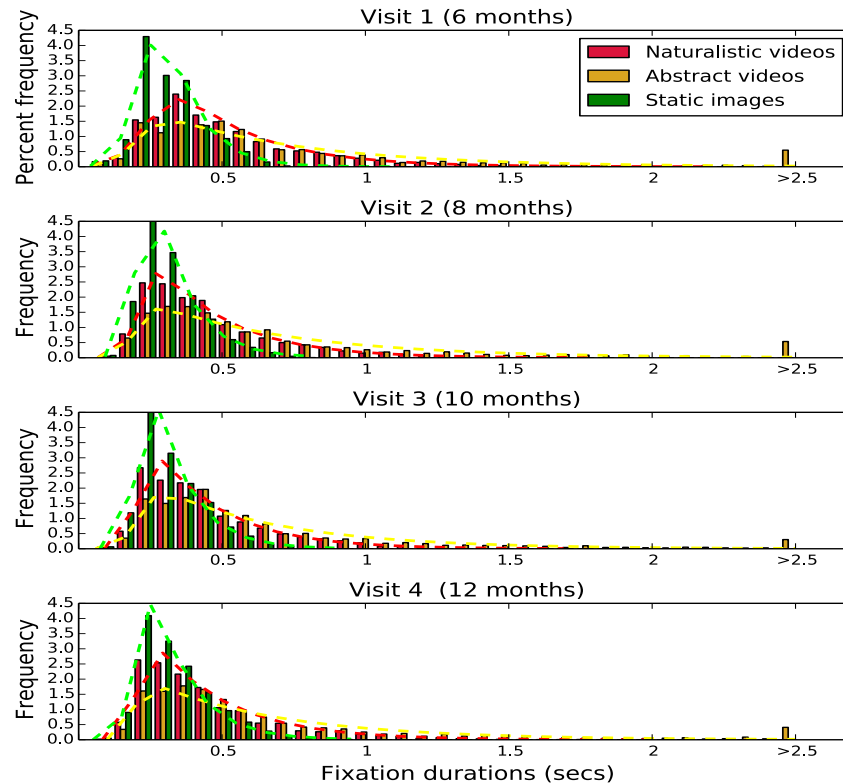 Visit 1 (6 months)
Percent frequency
4.5
4.0
3.5
3.0
2.5
2.0
1.5
1.0
0.5
0.0
Naturalistic videos
Abstract videos
Static images
0.5 1 1.5 2 >2.5
Visit 2 (8 months)
Frequency
4.5
4.0
3.5
3.0
2.5
2.0
1.5
1.0
0.5
0.0
0.5 1 1.5 2 >2.5
Visit 3 (10 months)
Frequency
4.5
4.0
3.5
3.0
2.5
2.0
1.5
1.0
0.5
0.0
0.5 1 1.5 2 >2.5
Visit 4 (12 months)
Frequency
4.5
4.0
3.5
3.0
2.5
2.0
1.5
1.0
0.5
0.0
0.5 1 1.5 2 >2.5
Fixation durations (secs)